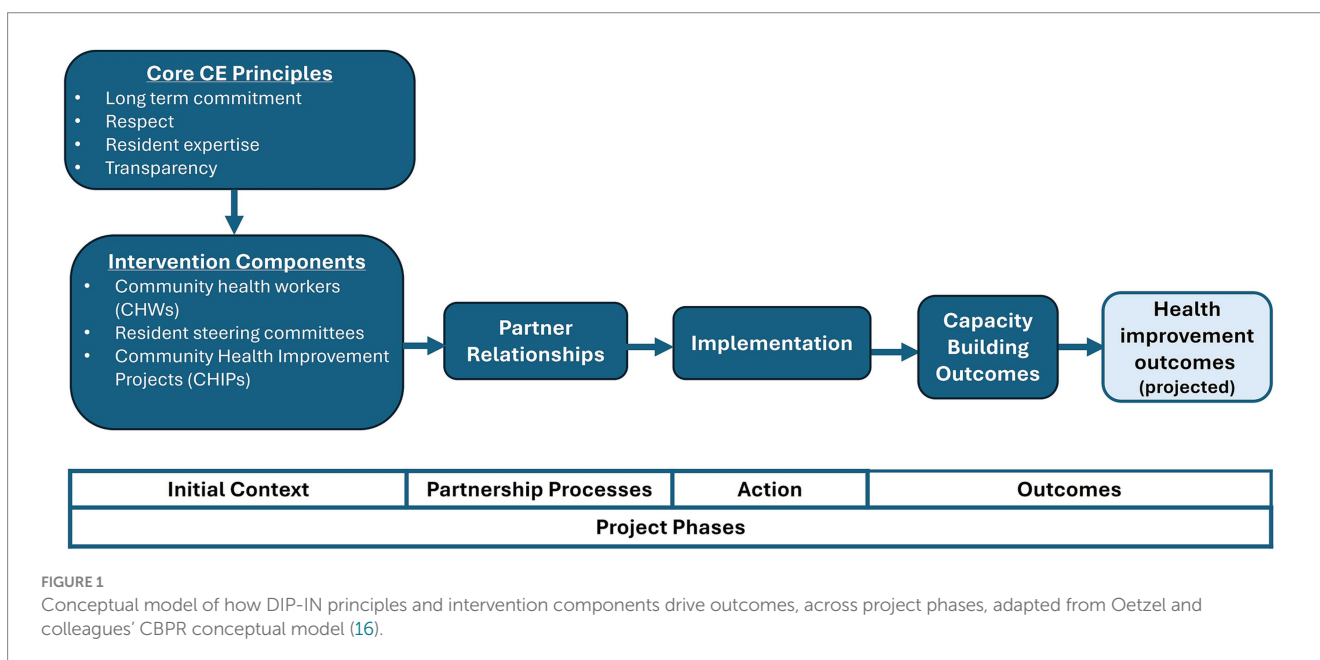 Core CE Principles
• Long term commitment
• Respect
• Resident expertise
• Transparency
Intervention Components
• Community health workers
(CHWs)
• Resident steering committees
• Community Health Improvement
Projects (CHIPs)
Partner
Relationships
Implementation
Capacity
Building
Outcomes
Health
improvement
outcomes
(projected)
Initial Context
Partnership Processes
Action
Outcomes
Project Phases
FIGURE 1
Conceptual model of how DIP-IN principles and intervention components drive outcomes, across project phases, adapted from Oetzel and
colleagues’ CBPR conceptual model (16).